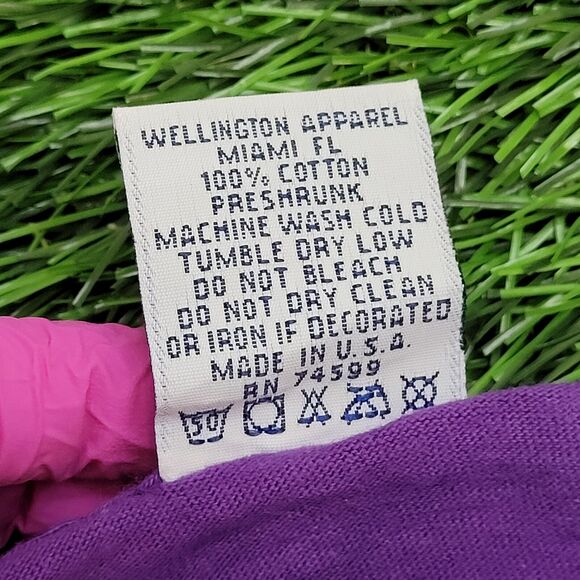 WELLINGTON APPAREL
MIAMI FL
100% COTTON
PRESHRUNK
MACHINE WASH COLD
TUMBLE DRY LOW
DO NOT BLEACH
DO NOT DRY CLEAN
OR IRON IF DECORATED
MADE IN U.S.A.
RN 74599
30